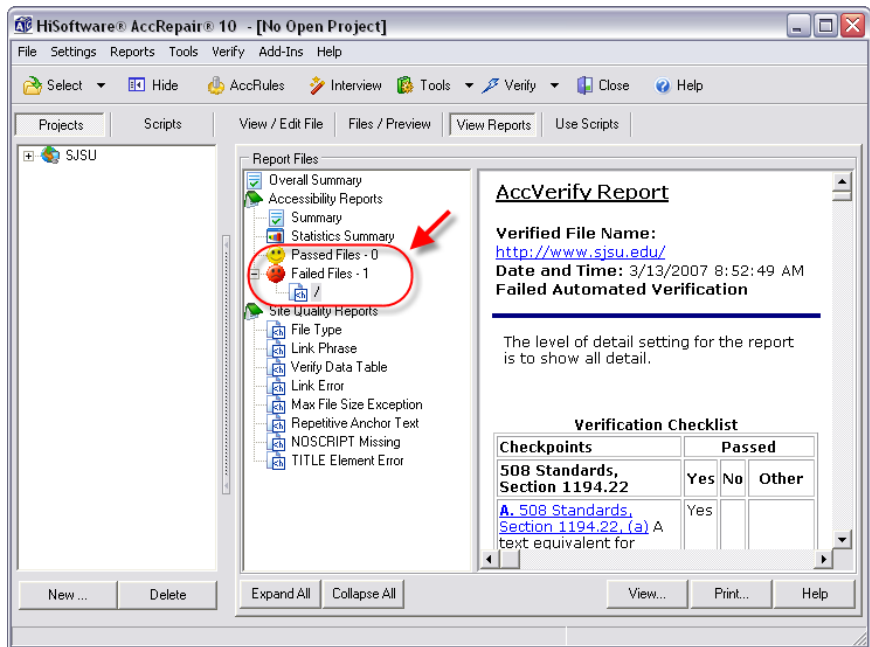 HiSoftware® AccRepair® 10 - [No Open Project]
File Settings Reports Tools Verify Add-Ins Help
Select Hide AccRules Interview Tools Verify Close Help
Projects Scripts View / Edit File Files / Preview View Reports Use Scripts
SJSU
Report Files
Overall Summary
Accessibility Reports
Summary
Statistics Summary
Passed Files - 0
Failed Files - 1
/
Site Quality Reports
File Type
Link Phrase
Verify Data Table
Link Error
Max File Size Exception
Repetitive Anchor Text
NOSCRIPT Missing
TITLE Element Error
AccVerify Report
Verified File Name:
http://www.sjsu.edu/
Date and Time: 3/13/2007 8:52:49 AM
Failed Automated Verification
The level of detail setting for the report
is to show all detail.
Verification Checklist
Checkpoints Passed
508 Standards,
Section 1194.22 Yes No Other
A. 508 Standards, Yes
Section 1194.22, (a) A
text equivalent for
New ... Delete Expand All Collapse All View... Print... Help